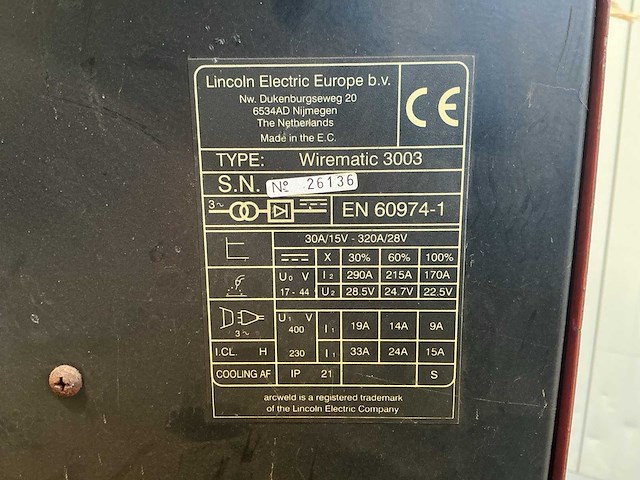 Lincoln Electric Europe b.v.
Nw. Dukenburgseweg 20
6534AD Nijmegen
The Netherlands
Made in the E.C.
CE
TYPE: Wirematic 3003
S.N. Nº 26136
3~ EN 60974-1
30A/15V - 320A/28V
X 30% 60% 100%
U₀ V I₂ 290A 215A 170A
17 - 44 U₂ 28.5V 24.7V 22.5V
U₁ V
400 I₁ 19A 14A 9A
3~
I.CL. H 230 I₁ 33A 24A 15A
COOLING AF IP 21 S
arcweld is a registered trademark
of the Lincoln Electric Company